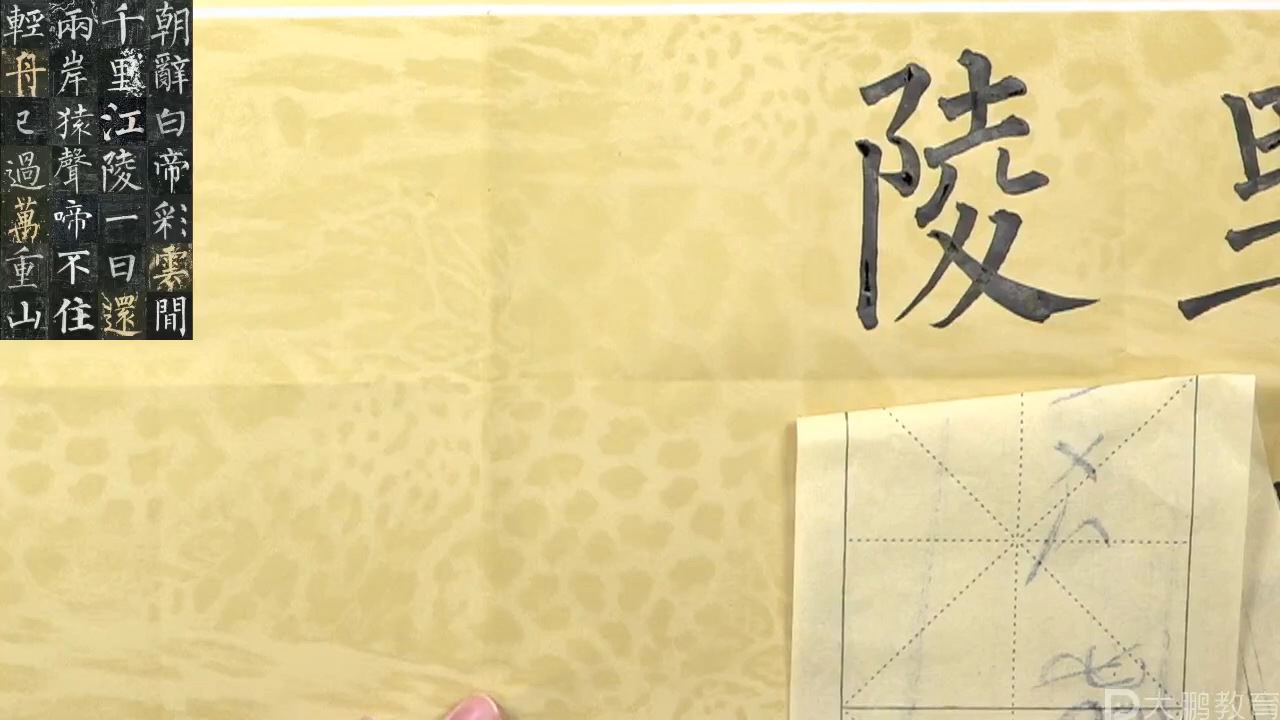 朝辭白帝彩雲間
千里江陵一日還
兩岸猿聲啼不住
輕舟已過萬重山
里
陵
大鹏教育